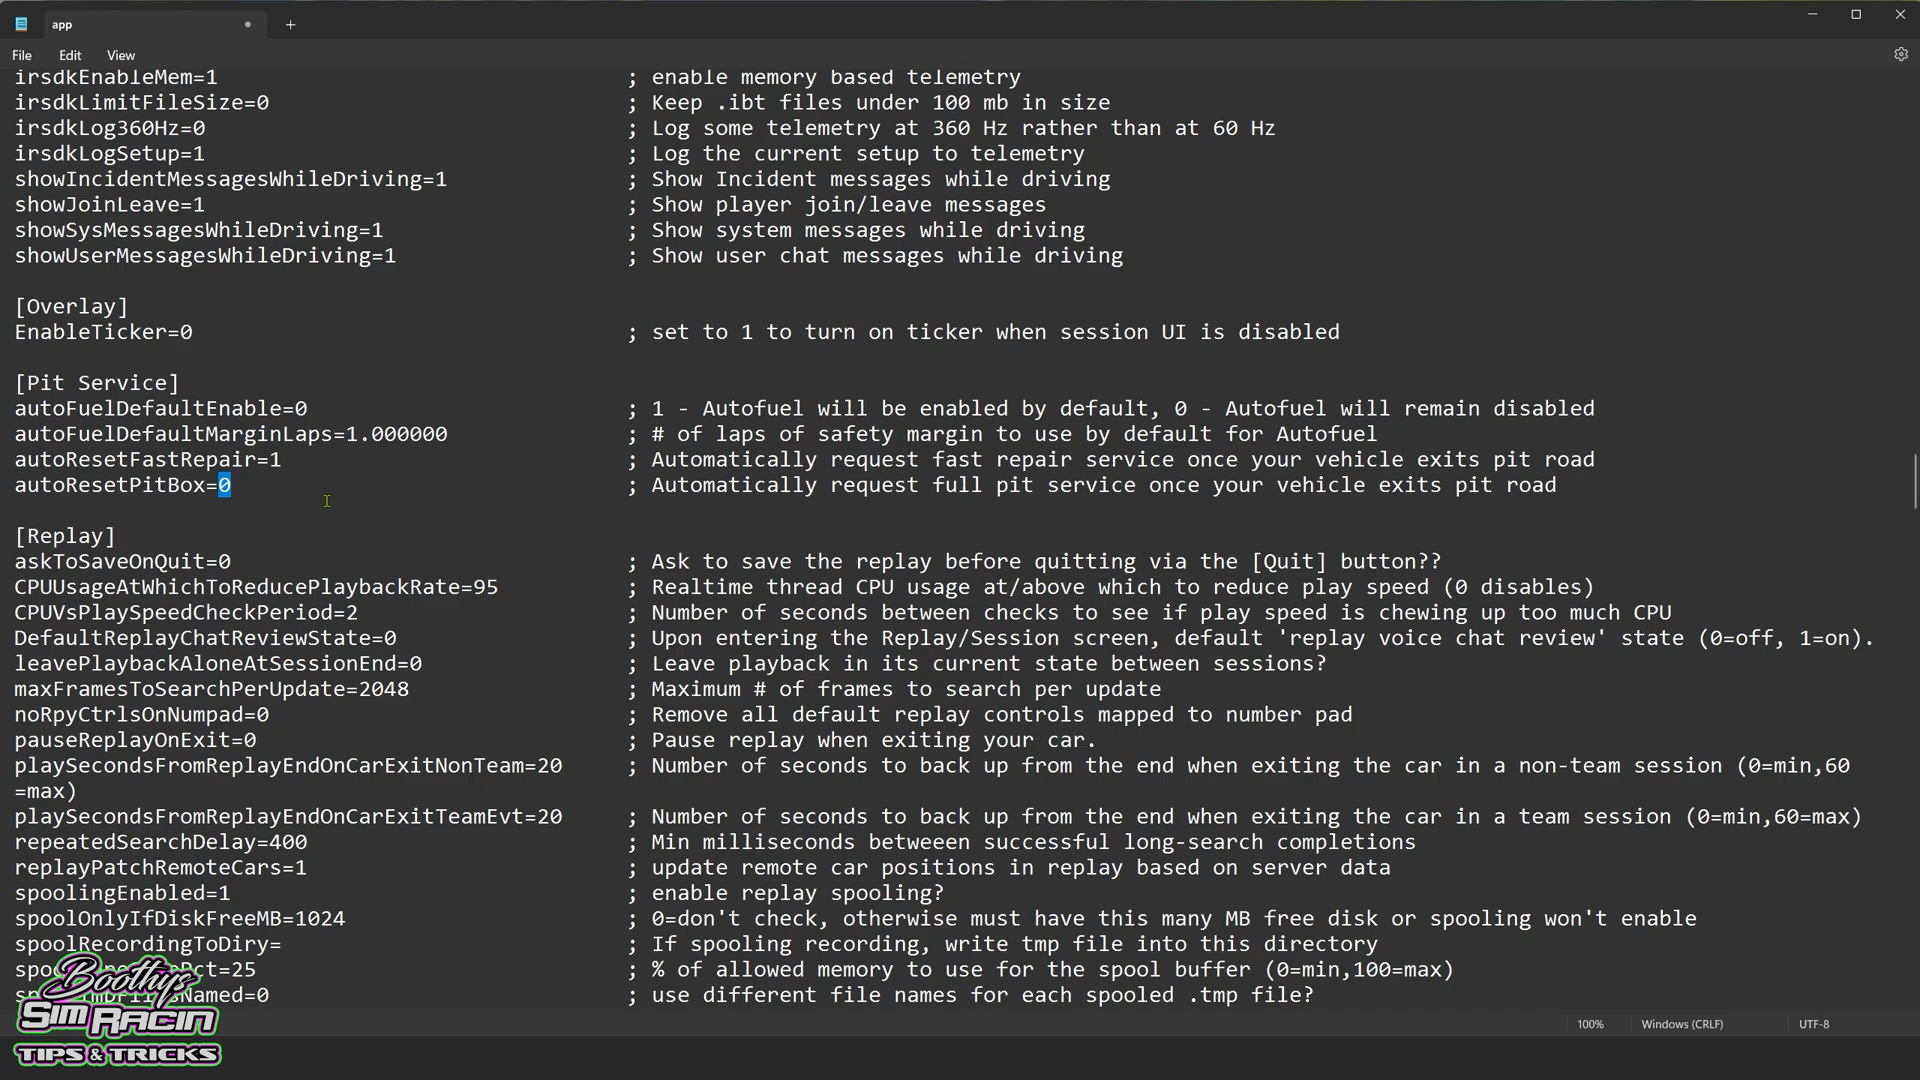 app
File Edit View
irsdkEnableMem=1 ; enable memory based telemetry
irsdkLimitFileSize=0 ; Keep .ibt files under 100 mb in size
irsdkLog360Hz=0 ; Log some telemetry at 360 Hz rather than at 60 Hz
irsdkLogSetup=1 ; Log the current setup to telemetry
showIncidentMessagesWhileDriving=1 ; Show Incident messages while driving
showJoinLeave=1 ; Show player join/leave messages
showSysMessagesWhileDriving=1 ; Show system messages while driving
showUserMessagesWhileDriving=1 ; Show user chat messages while driving
[Overlay]
EnableTicker=0 ; set to 1 to turn on ticker when session UI is disabled
[Pit Service]
autoFuelDefaultEnable=0 ; 1 - Autofuel will be enabled by default, 0 - Autofuel will remain disabled
autoFuelDefaultMarginLaps=1.000000 ; # of laps of safety margin to use by default for Autofuel
autoResetFastRepair=1 ; Automatically request fast repair service once your vehicle exits pit road
autoResetPitBox=0 ; Automatically request full pit service once your vehicle exits pit road
[Replay]
askToSaveOnQuit=0 ; Ask to save the replay before quitting via the [Quit] button??
CPUUsageAtWhichToReducePlaybackRate=95 ; Realtime thread CPU usage at/above which to reduce play speed (0 disables)
CPUVsPlaySpeedCheckPeriod=2 ; Number of seconds between checks to see if play speed is chewing up too much CPU
DefaultReplayChatReviewState=0 ; Upon entering the Replay/Session screen, default 'replay voice chat review' state (0=off, 1=on).
leavePlaybackAloneAtSessionEnd=0 ; Leave playback in its current state between sessions?
maxFramesToSearchPerUpdate=2048 ; Maximum # of frames to search per update
noRpyCtrlsOnNumpad=0 ; Remove all default replay controls mapped to number pad
pauseReplayOnExit=0 ; Pause replay when exiting your car.
playSecondsFromReplayEndOnCarExitNonTeam=20 ; Number of seconds to back up from the end when exiting the car in a non-team session (0=min,60
=max)
playSecondsFromReplayEndOnCarExitTeamEvt=20 ; Number of seconds to back up from the end when exiting the car in a team session (0=min,60=max)
repeatedSearchDelay=400 ; Min milliseconds betweeen successful long-search completions
replayPatchRemoteCars=1 ; update remote car positions in replay based on server data
spoolingEnabled=1 ; enable replay spooling?
spoolOnlyIfDiskFreeMB=1024 ; 0=don't check, otherwise must have this many MB free disk or spooling won't enable
spoolRecordingToDiry= ; If spooling recording, write tmp file into this directory
=25 ; % of allowed memory to use for the spool buffer (0=min,100=max)
=0 ; use different file names for each spooled .tmp file?
Boothys
Sim Racin
TIPS & TRICKS
100% Windows (CRLF) UTF-8